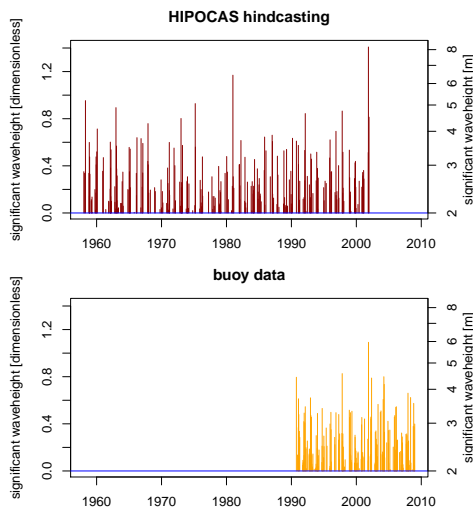 HIPOCAS hindcasting
significant waveheight [dimensionless]
0.0 0.4 0.8 1.2
2 3 4 5 6 8
significant waveheight [m]
1960 1970 1980 1990 2000 2010
buoy data
significant waveheight [dimensionless]
0.0 0.4 0.8 1.2
2 3 4 5 6 8
significant waveheight [m]
1960 1970 1980 1990 2000 2010